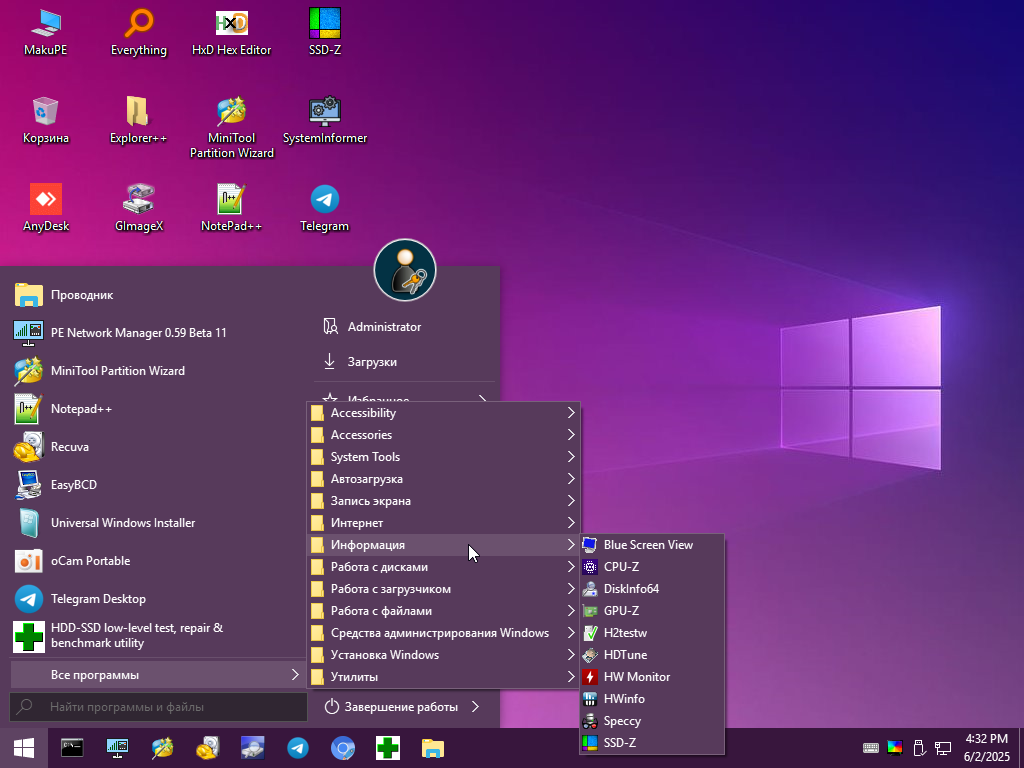 MakuPE
Everything
HxD Hex Editor
SSD-Z
Корзина
Explorer++
MiniTool
Partition Wizard
SystemInformer
AnyDesk
GImageX
NotePad++
Telegram
Проводник
PE Network Manager 0.59 Beta 11
MiniTool Partition Wizard
Notepad++
Recuva
EasyBCD
Universal Windows Installer
oCam Portable
Telegram Desktop
HDD-SSD low-level test, repair &
benchmark utility
Все программы
Найти программы и файлы
Administrator
Загрузки
Избранное
Accessibility
Accessories
System Tools
Автозагрузка
Запись экрана
Интернет
Информация
Работа с дисками
Работа с загрузчиком
Работа с файлами
Средства администрирования Windows
Установка Windows
Утилиты
Завершение работы
Blue Screen View
CPU-Z
DiskInfo64
GPU-Z
H2testw
HDTune
HW Monitor
HWinfo
Speccy
SSD-Z
4:32 PM
6/2/2025